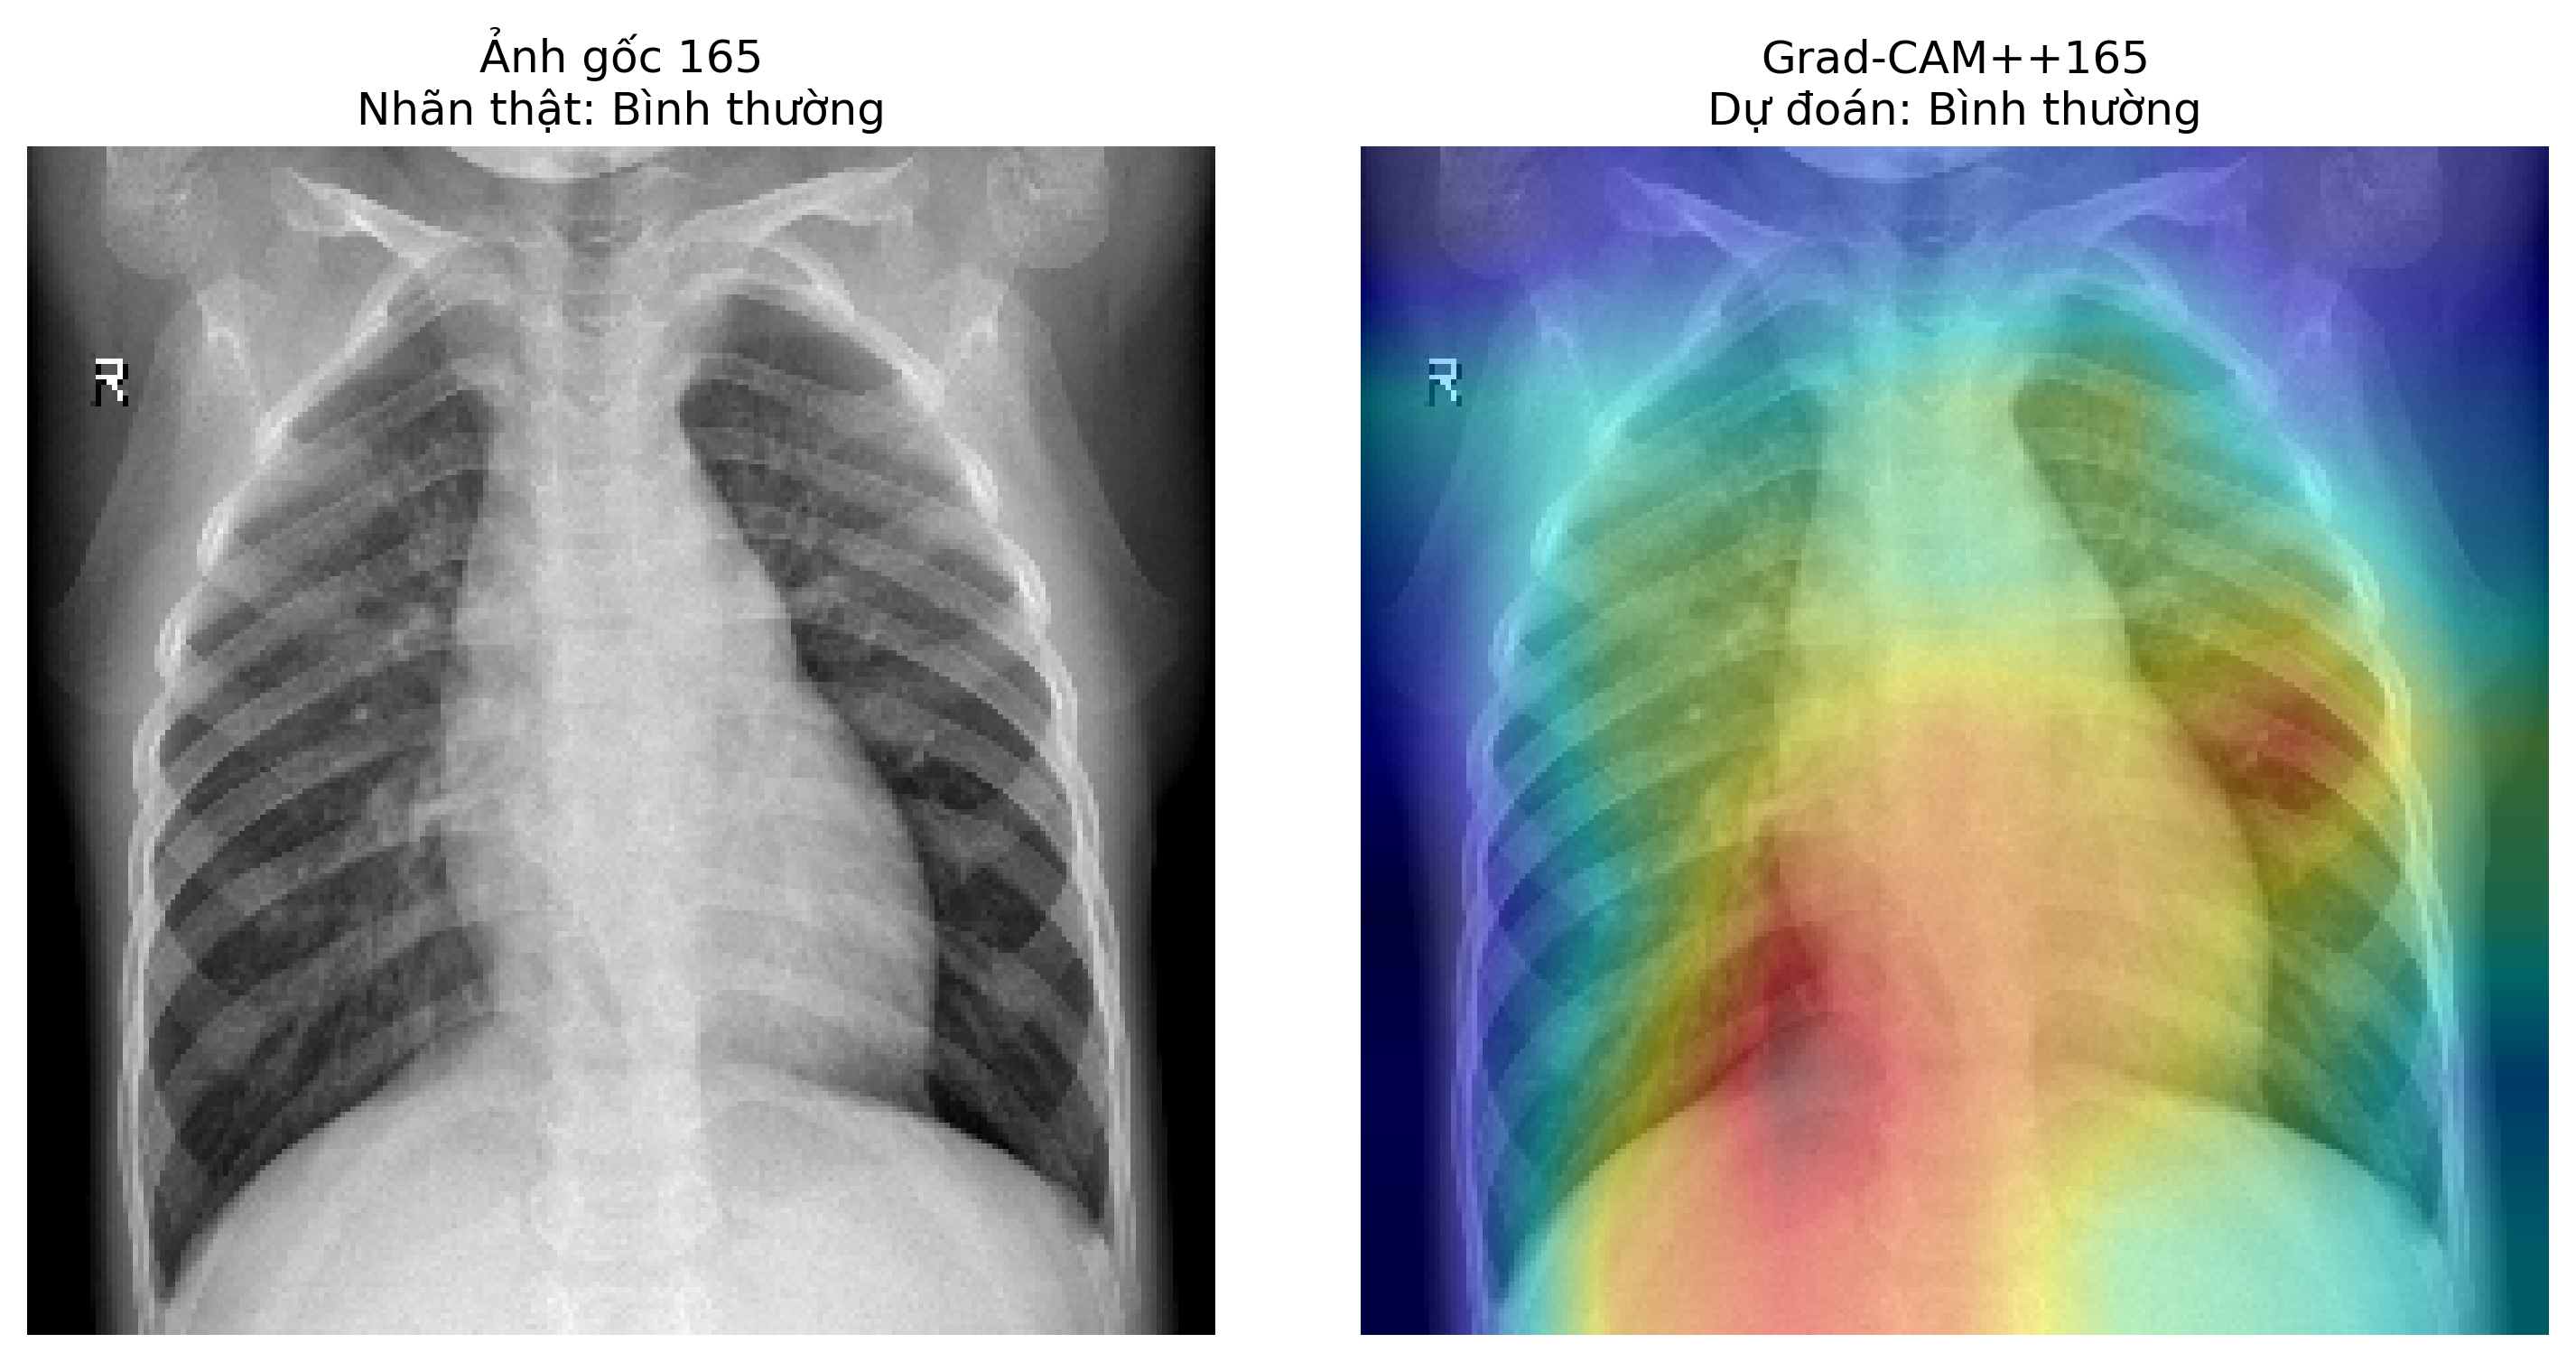 Ảnh gốc 165
Nhãn thật: Bình thường
R
Grad-CAM++165
Dự đoán: Bình thường
R